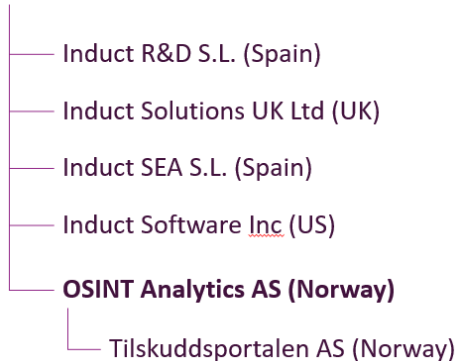 Induct R&D S.L. (Spain)
Induct Solutions UK Ltd (UK)
Induct SEA S.L. (Spain)
Induct Software Inc (US)
OSINT Analytics AS (Norway)
Tilskuddsportalen AS (Norway)